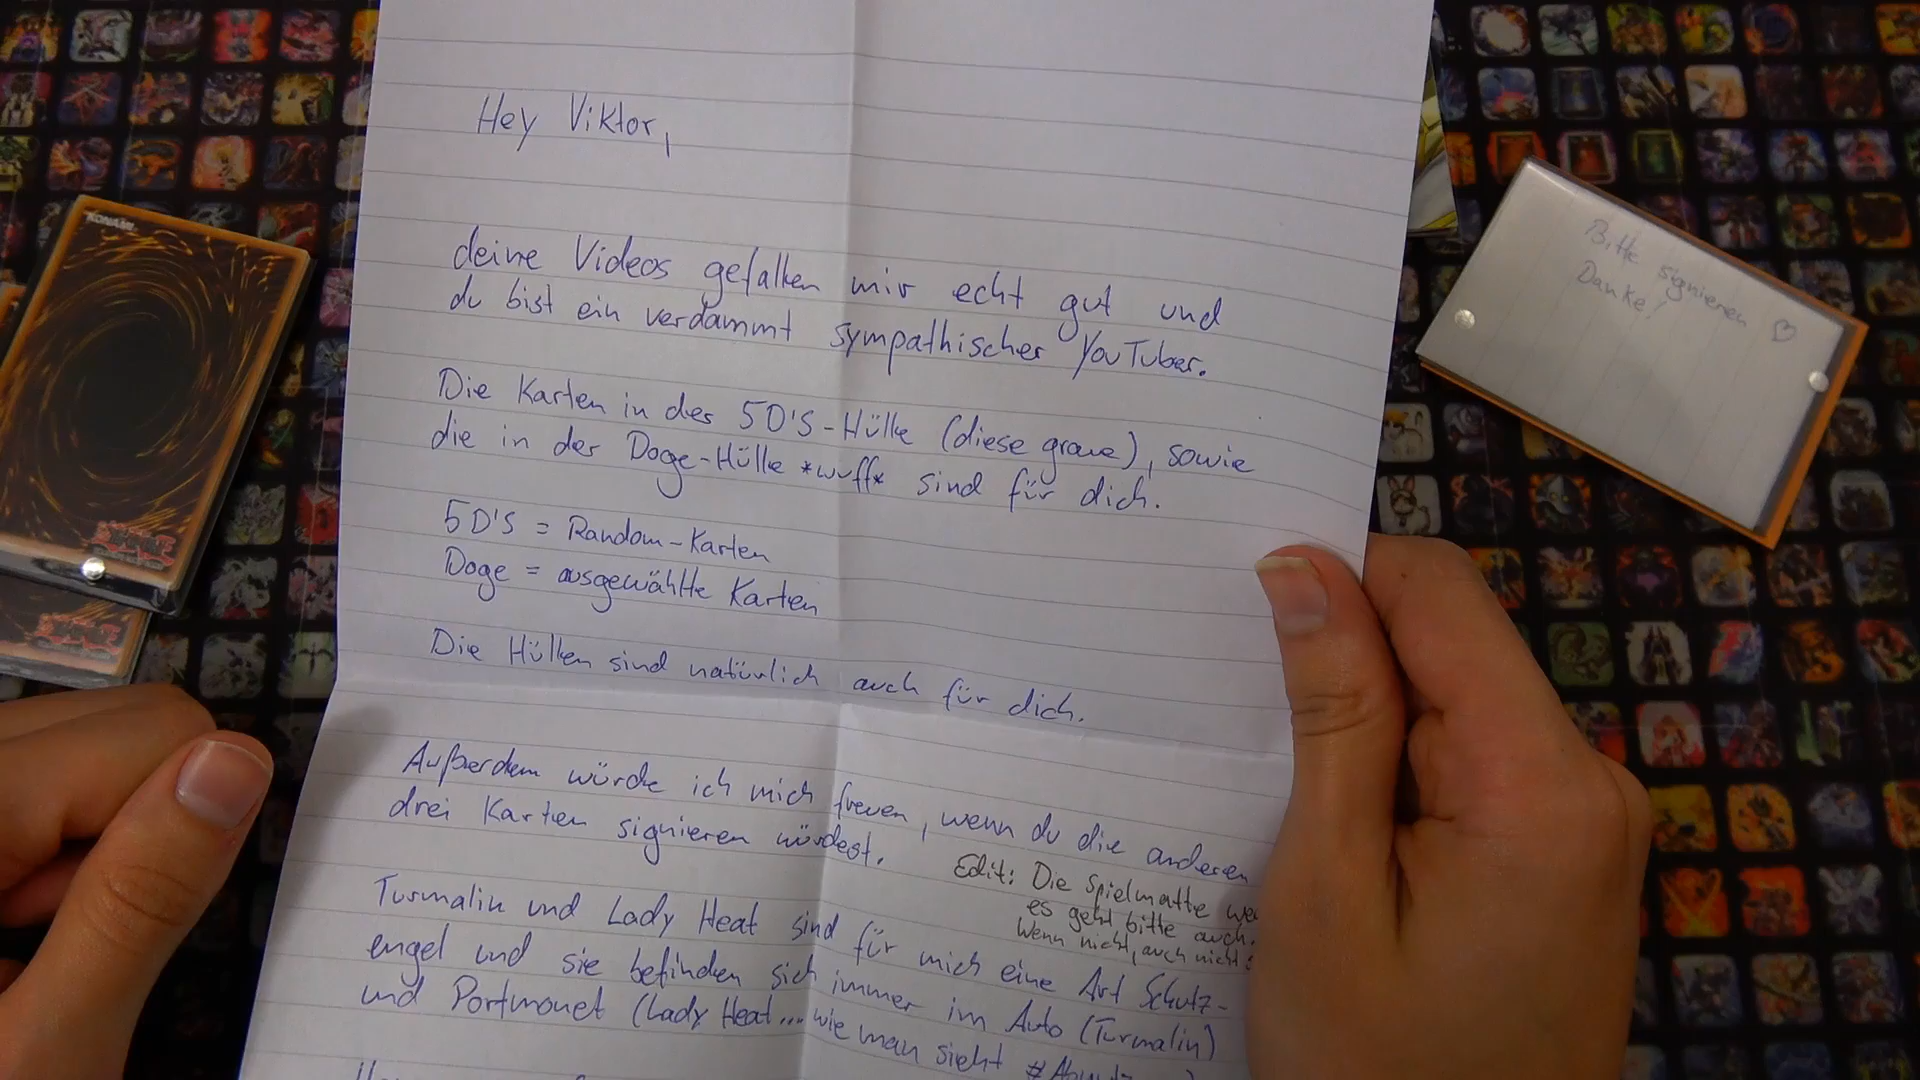 Hey Viktor,
deine Videos gefallen mir echt gut und
du bist ein verdammt sympathischer YouTuber.
Die Karten in der 5D'S-Hülle (diese graue), sowie
die in der Doge-Hülle *wuff* sind für dich.
5D'S = Random-Karten
Doge = ausgewählte Karten
Die Hüllen sind natürlich auch für dich.
Außerdem würde ich mich freuen, wenn du die anderen
drei Karten signieren würdest.
Edit: Die Spielmatte
es geht bitte auch.
Wenn nicht, auch nicht
Turmalin und Lady Heat sind für mich eine Art Schutz-
engel und sie befinden sich immer im Auto (Turmalin)
und Portmonet (Lady Heat... wie man sieht
Bitte signieren ♡
Danke!
KONAMI